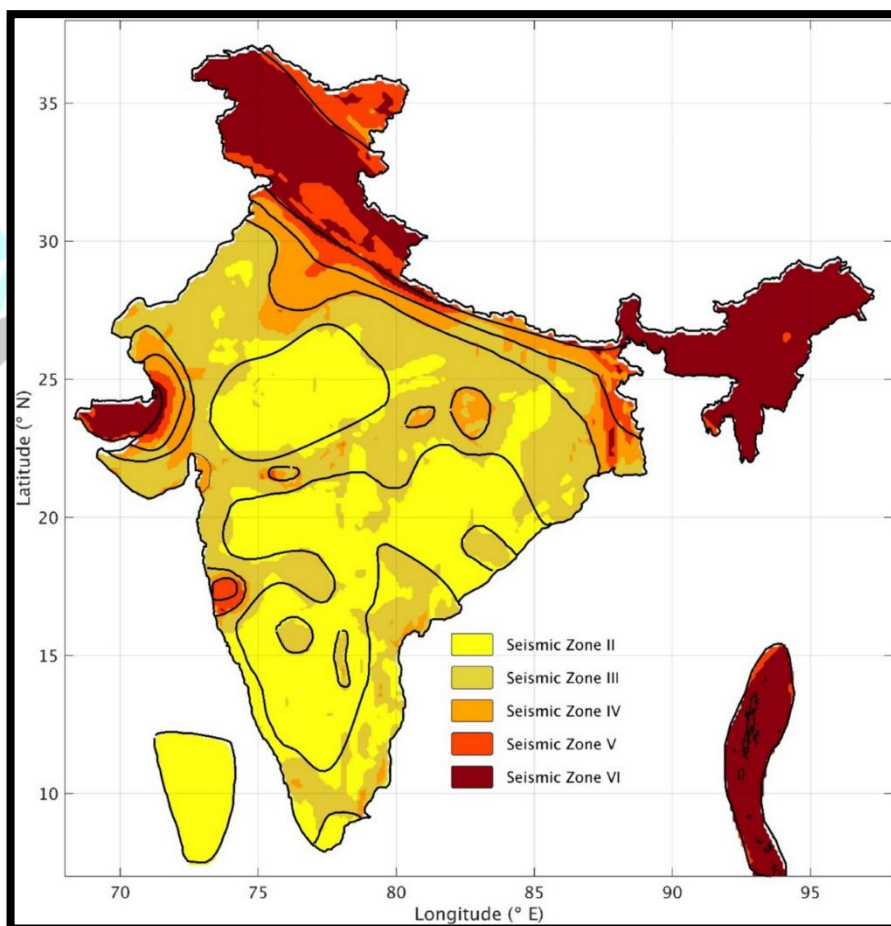 35
30
25
20
15
10
Latitude (° N)
Seismic Zone II
Seismic Zone III
Seismic Zone IV
Seismic Zone V
Seismic Zone VI
70
75
80
85
90
95
Longitude (° E)